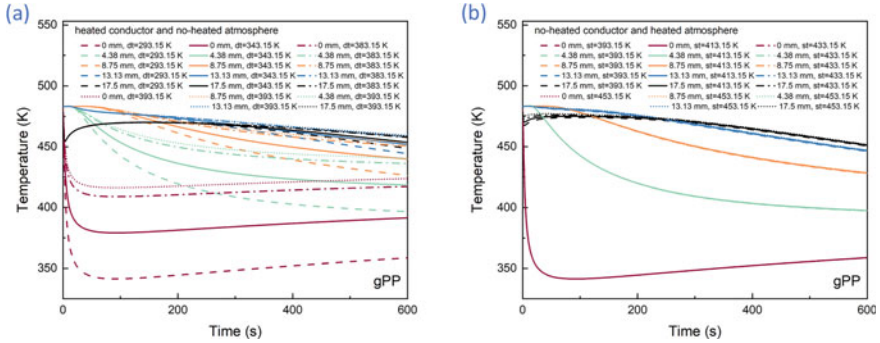 (a)
550
heated conductor and no-heated atmosphere
0 mm, dt=293.15 K 0 mm, dt=343.15 K 0 mm, dt=383.15 K
4.38 mm, dt=293.15 K 4.38 mm, dt=343.15 K 4.38 mm, dt=383.15 K
8.75 mm, dt=293.15 K 8.75 mm, dt=343.15 K 8.75 mm, dt=383.15 K
13.13 mm, dt=293.15 K 13.13 mm, dt=343.15 K 13.13 mm, dt=383.15 K
17.5 mm, dt=293.15 K 17.5 mm, dt=343.15 K 17.5 mm, dt=383.15 K
0 mm, dt=393.15 K 8.75 mm, dt=393.15 K 4.38 mm, dt=393.15 K
13.13 mm, dt=393.15 K 17.5 mm, dt=393.15 K
500
450
400
350
Temperature (K)
gPP
0 200 400 600
Time (s)
(b)
550
no-heated conductor and heated atmosphere
0 mm, st=393.15 K 0 mm, st=413.15 K 0 mm, st=433.15 K
4.38 mm, st=393.15 K 4.38 mm, st=413.15 K 4.38 mm, st=433.15 K
8.75 mm, st=393.15 K 8.75 mm, st=413.15 K 8.75 mm, st=433.15 K
13.13 mm, st=393.15 K 13.13 mm, st=413.15 K 13.13 mm, st=433.15 K
17.5 mm, st=393.15 K 17.5 mm, st=413.15 K 17.5 mm, st=433.15 K
0 mm, st=453.15 K 8.75 mm, st=453.15 K 4.38 mm, st=453.15 K
13.13 mm, st=453.15 K 17.5 mm, st=453.15 K
500
450
400
350
Temperature (K)
gPP
0 200 400 600
Time (s)